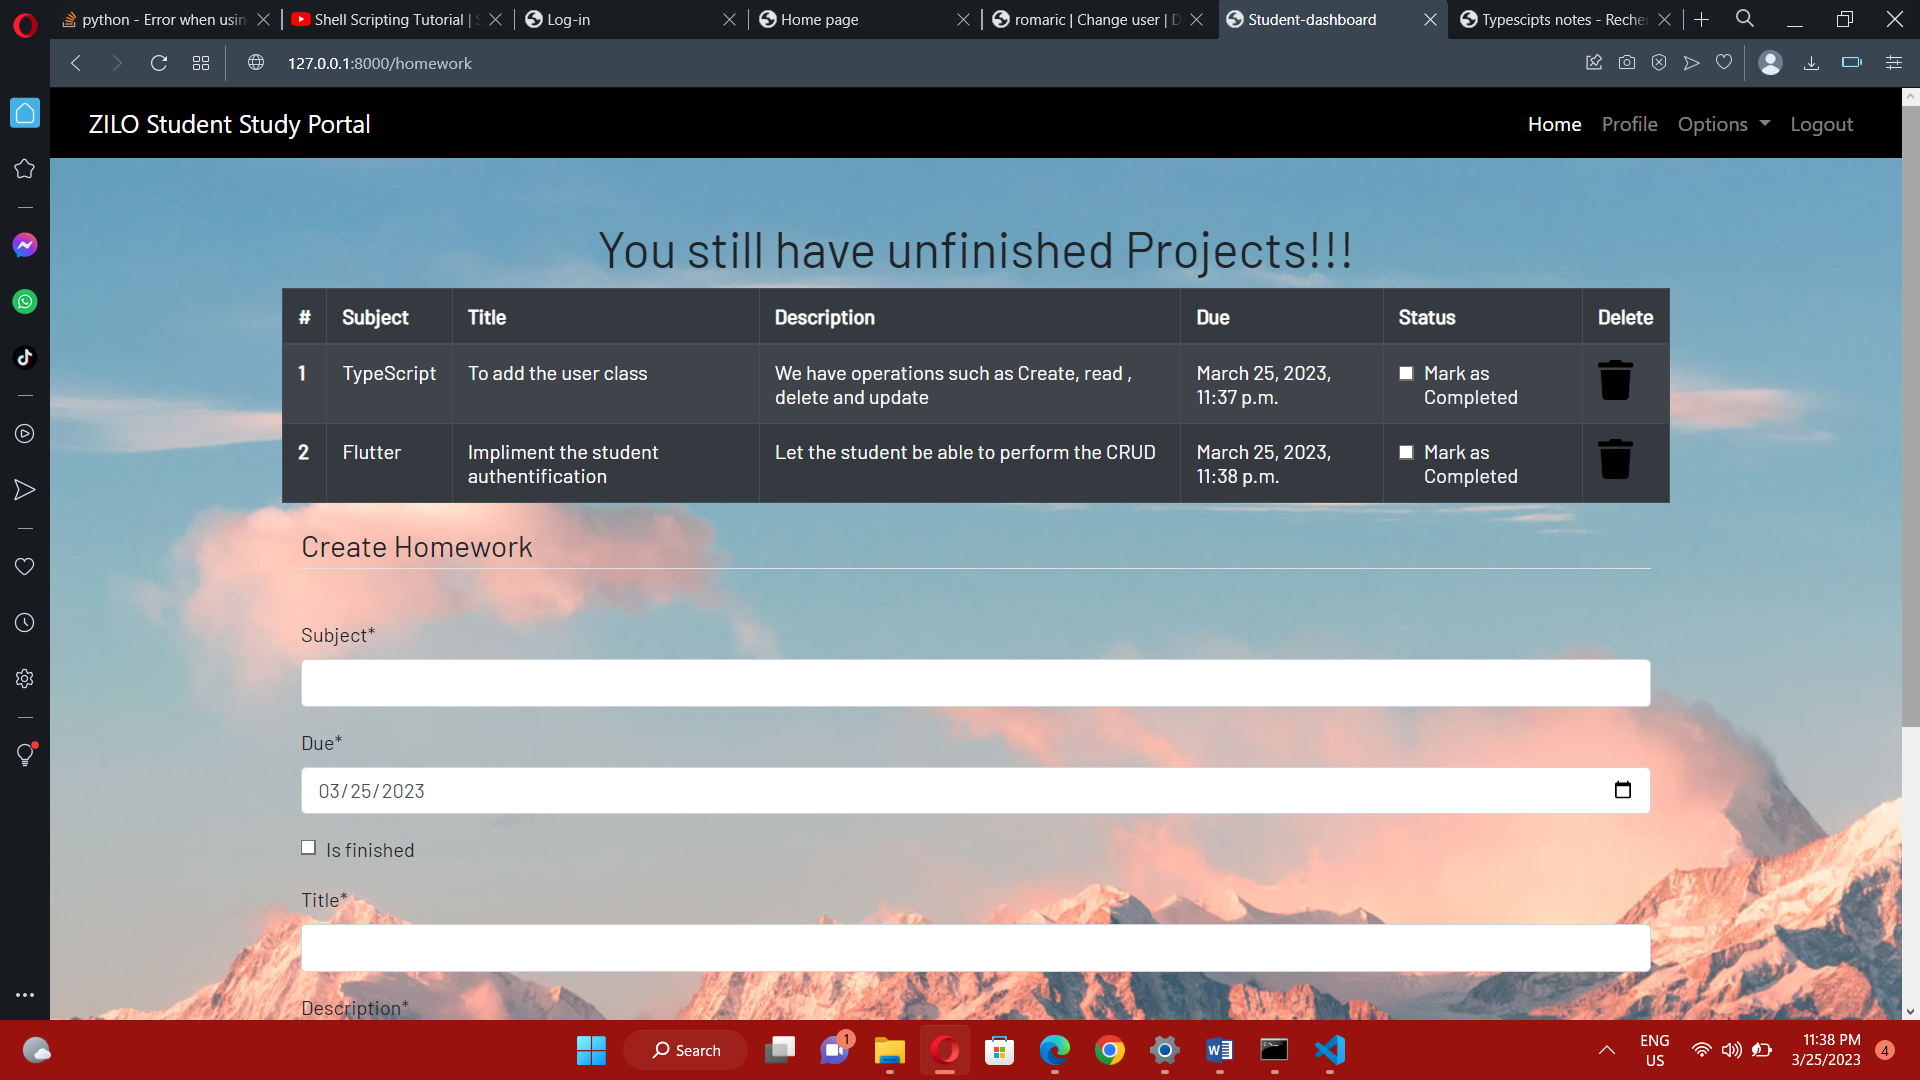 python - Error when usin
Shell Scripting Tutorial |
Log-in
Home page
romaric | Change user | D
Student-dashboard
Typescipts notes - Recher
127.0.0.1:8000/homework
ZILO Student Study Portal
Home
Profile
Options
Logout
You still have unfinished Projects!!!
# Subject Title Description Due Status Delete
1 TypeScript To add the user class We have operations such as Create, read , March 25, 2023, Mark as
delete and update 11:37 p.m. Completed
2 Flutter Impliment the student Let the student be able to perform the CRUD March 25, 2023, Mark as
authentification 11:38 p.m. Completed
Create Homework
Subject*
Due*
03/25/2023
Is finished
Title*
Description*
Search
1
ENG
US
11:38 PM
3/25/2023
4